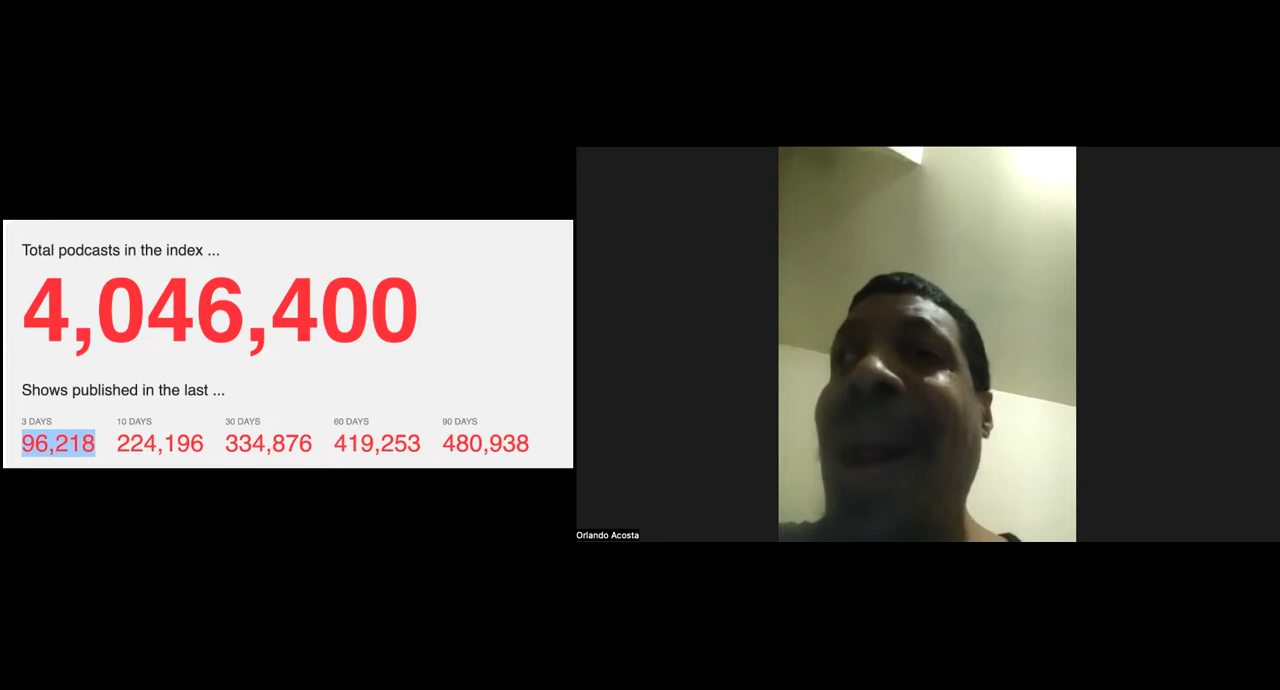 Total podcasts in the index ...
4,046,400
Shows published in the last ...
3 DAYS 10 DAYS 30 DAYS 60 DAYS 90 DAYS
96,218 224,196 334,876 419,253 480,938
Orlando Acosta